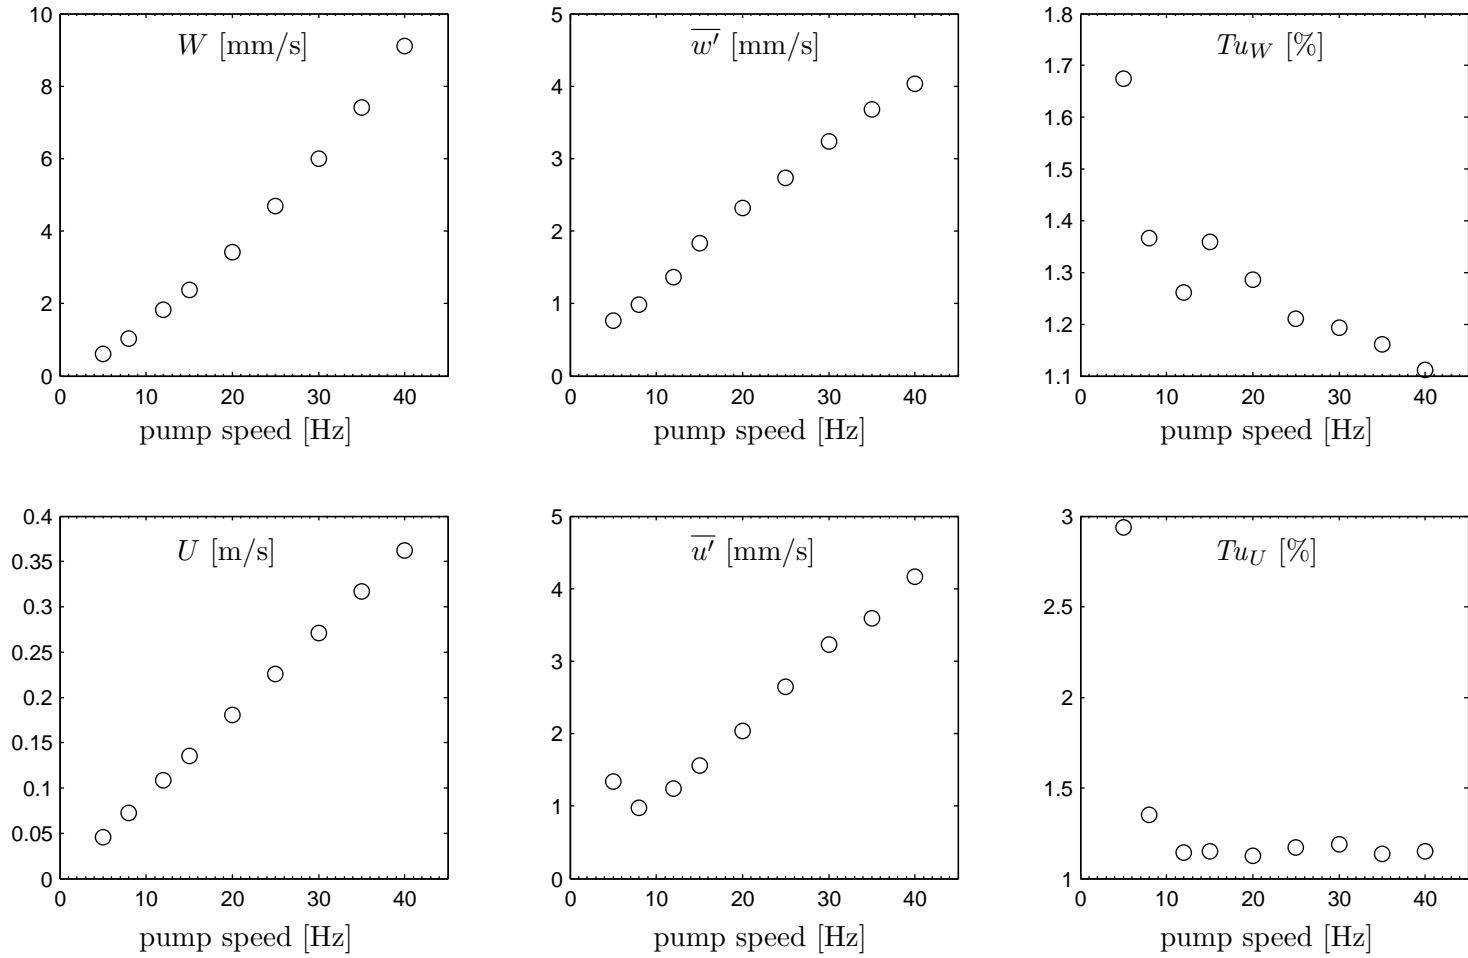 10 8 6 4 2 0
W [mm/s]
0 10 20 30 40
pump speed [Hz]
5 4 3 2 1 0
w′ [mm/s]
0 10 20 30 40
pump speed [Hz]
1.8 1.7 1.6 1.5 1.4 1.3 1.2 1.1
Tu_W [%]
0 10 20 30 40
pump speed [Hz]
0.4 0.35 0.3 0.25 0.2 0.15 0.1 0.05 0
U [m/s]
0 10 20 30 40
pump speed [Hz]
5 4 3 2 1 0
u′ [mm/s]
0 10 20 30 40
pump speed [Hz]
3 2.5 2 1.5 1
Tu_U [%]
0 10 20 30 40
pump speed [Hz]